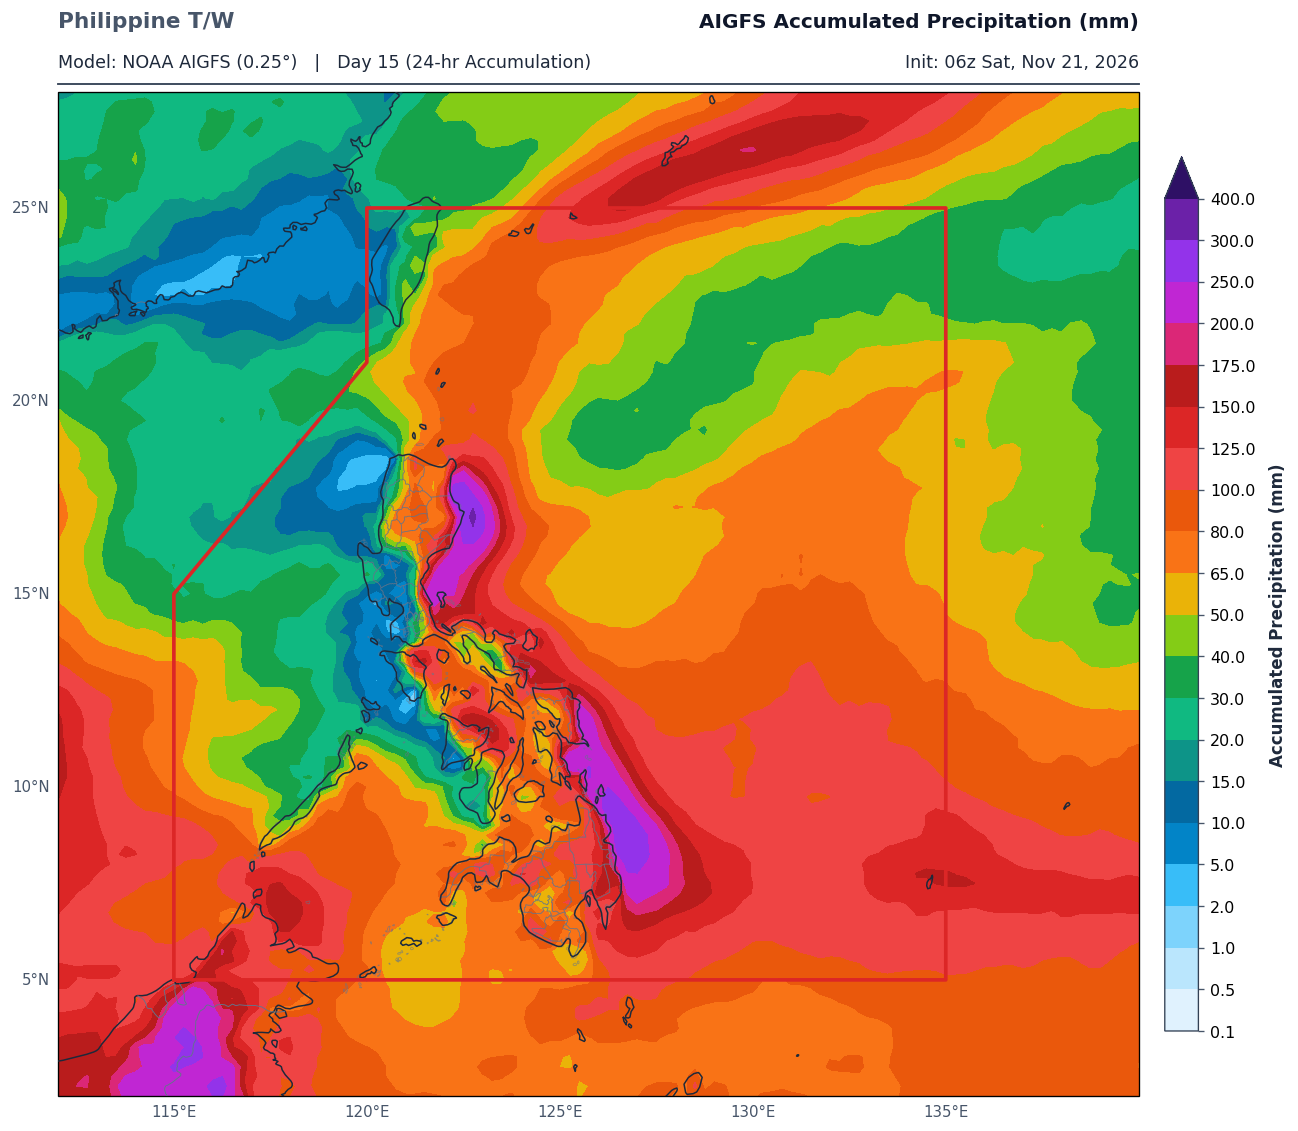 Philippine T/W
AIGFS Accumulated Precipitation (mm)
Model: NOAA AIGFS (0.25°)   |   Day 15 (24-hr Accumulation)
Init: 06z Sat, Nov 21, 2026
25°N
20°N
15°N
10°N
5°N
115°E
120°E
125°E
130°E
135°E
400.0
300.0
250.0
200.0
175.0
150.0
125.0
100.0
80.0
65.0
50.0
40.0
30.0
20.0
15.0
10.0
5.0
2.0
1.0
0.5
0.1
Accumulated Precipitation (mm)